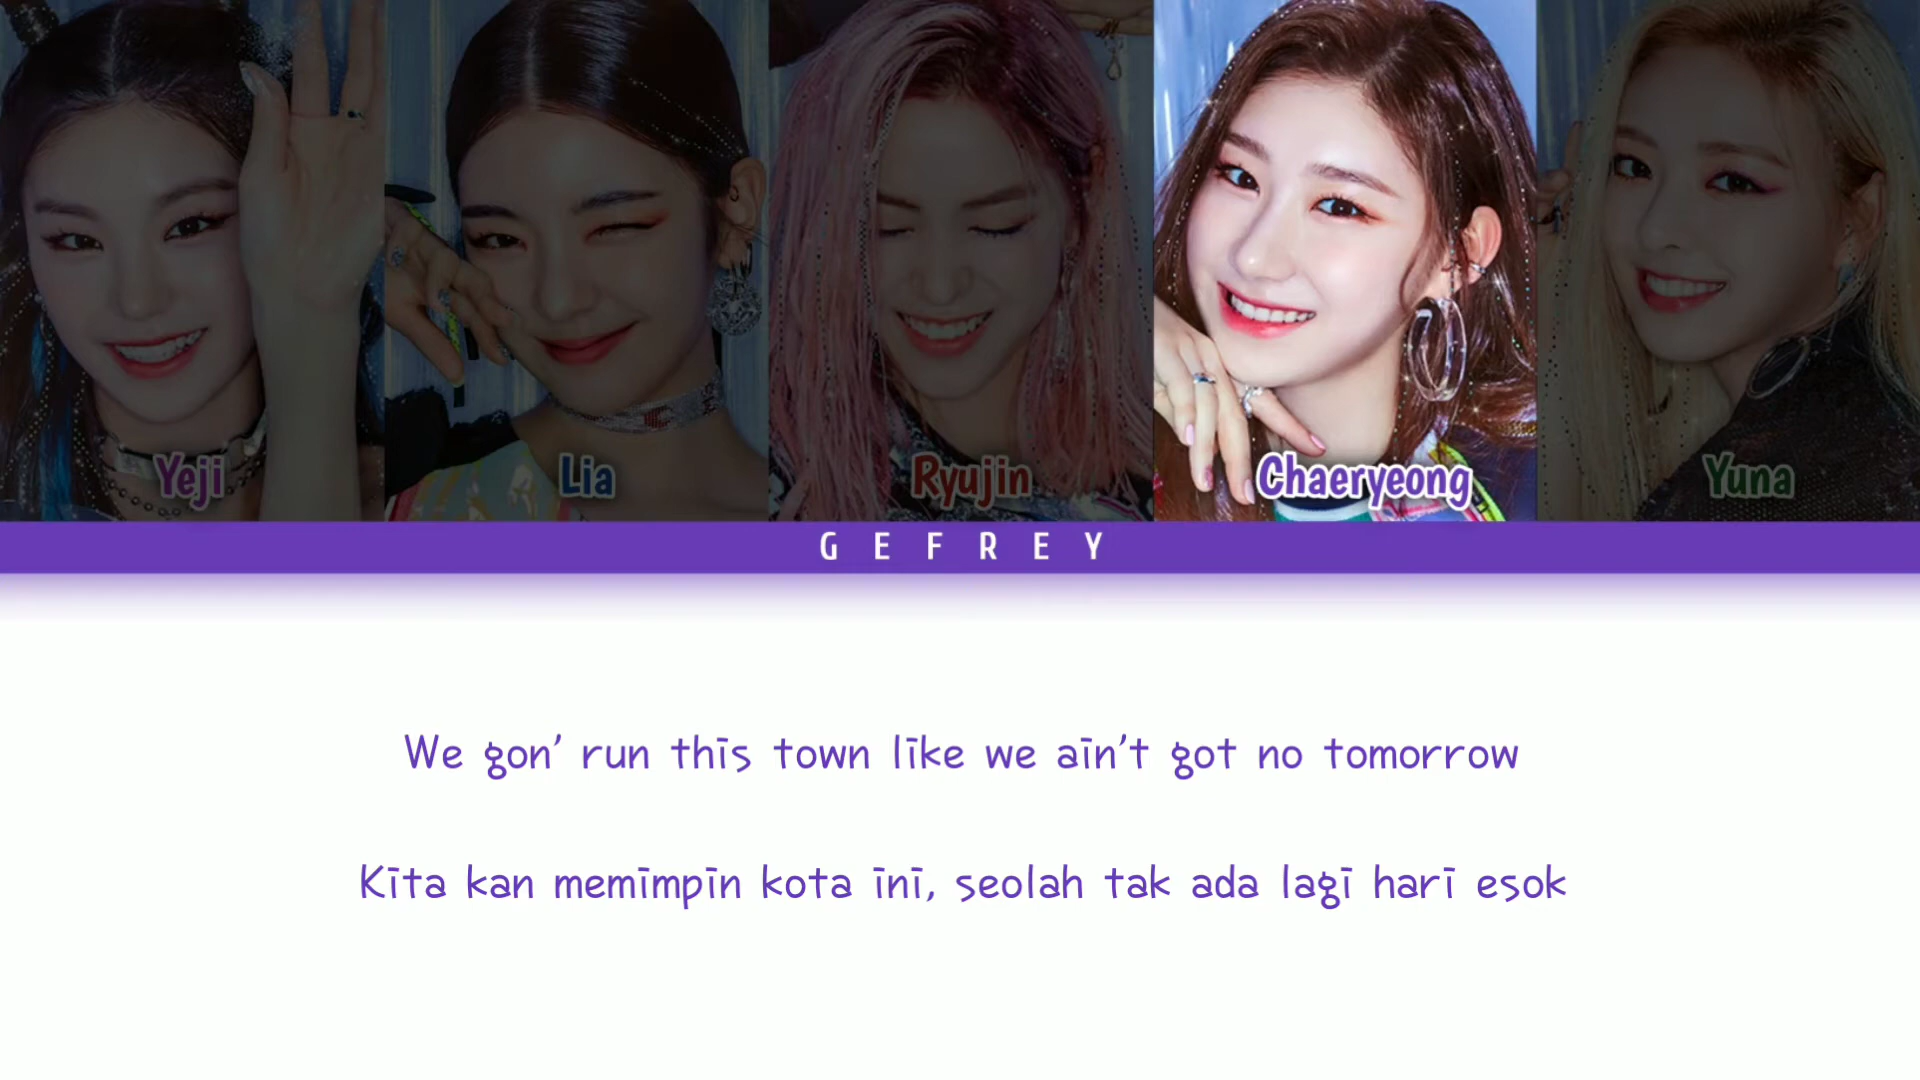 Yeji Lia Ryujin Chaeryeong Yuna
GEFREY
We gon' run this town like we ain't got no tomorrow
Kita kan memimpin kota ini, seolah tak ada lagi hari esok